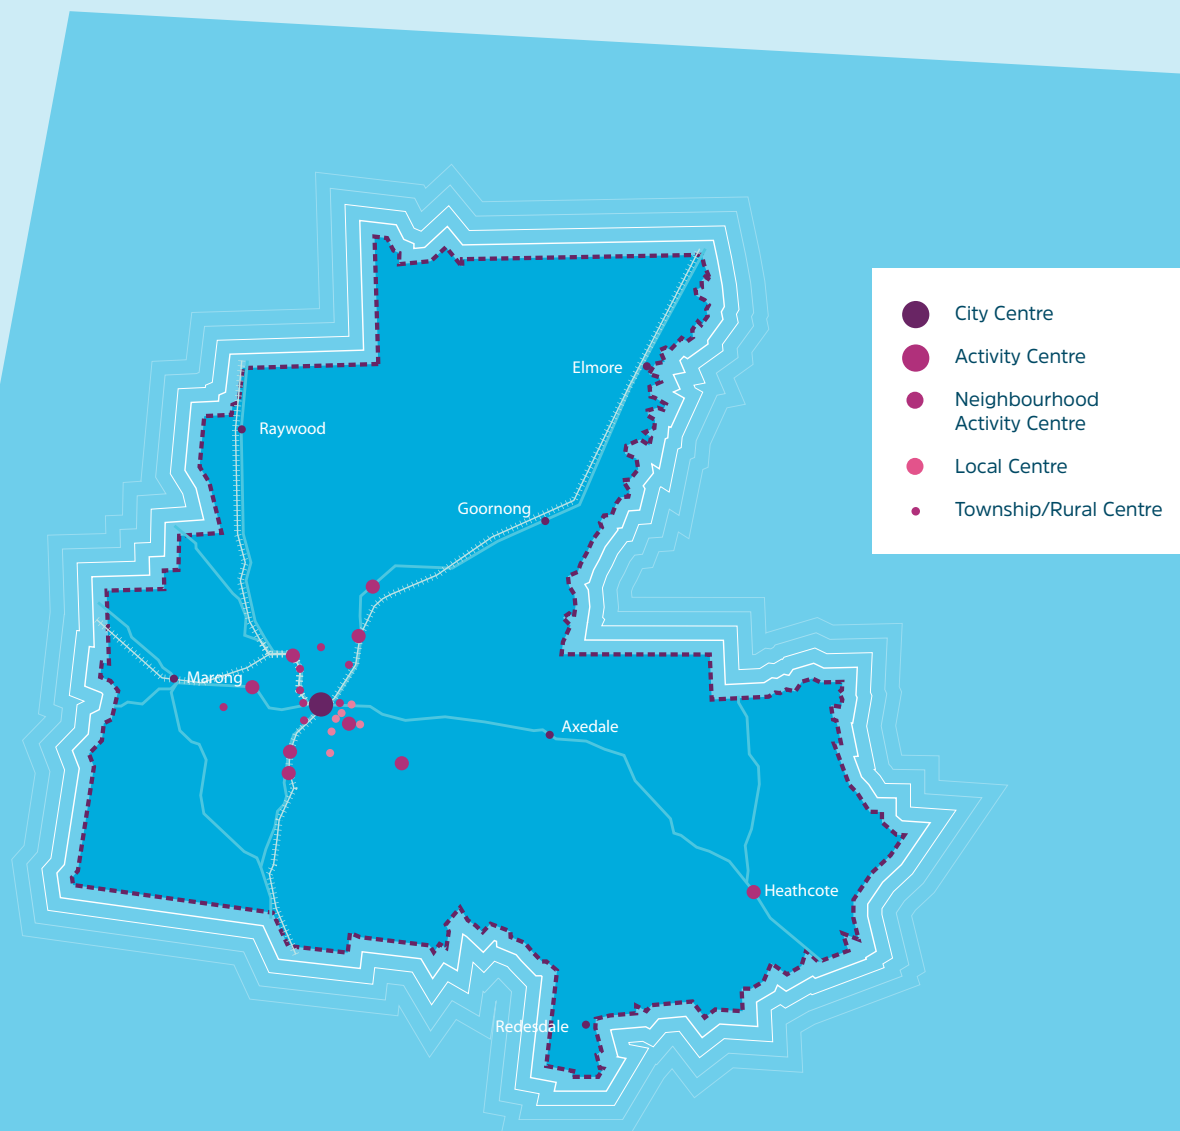 City Centre
Activity Centre
Elmore
Neighbourhood
Activity Centre
Raywood
Local Centre
Goornong
Township/Rural Centre
Marong
Axedale
Heathcote
Redesdale